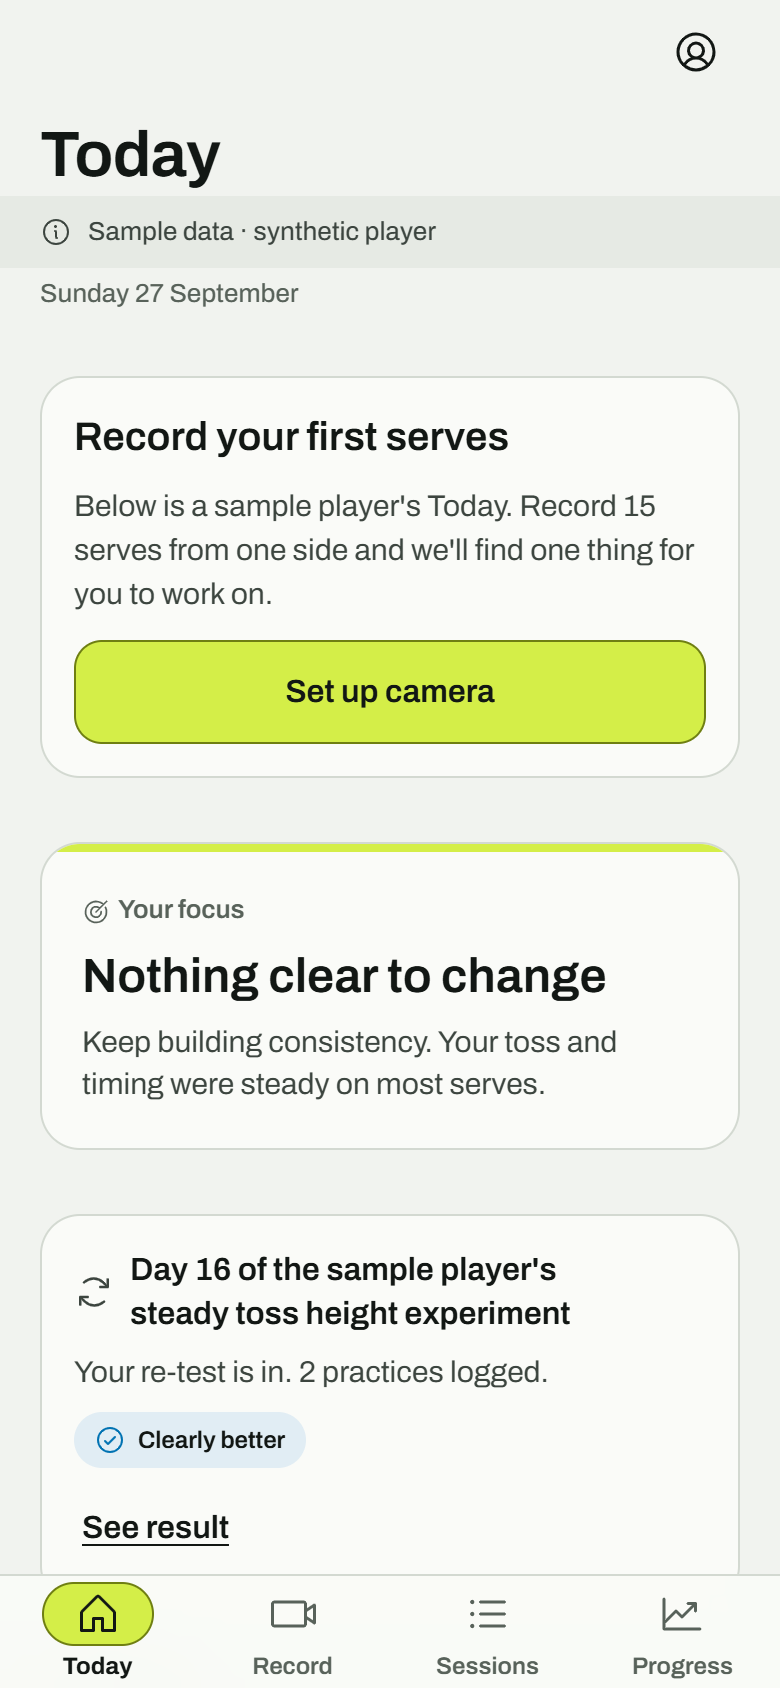 Today
Sample data · synthetic player
Sunday 27 September
Record your first serves
Below is a sample player's Today. Record 15
serves from one side and we'll find one thing for
you to work on.
Set up camera
Your focus
Nothing clear to change
Keep building consistency. Your toss and
timing were steady on most serves.
Day 16 of the sample player's
steady toss height experiment
Your re-test is in. 2 practices logged.
Clearly better
See result
Today
Record
Sessions
Progress